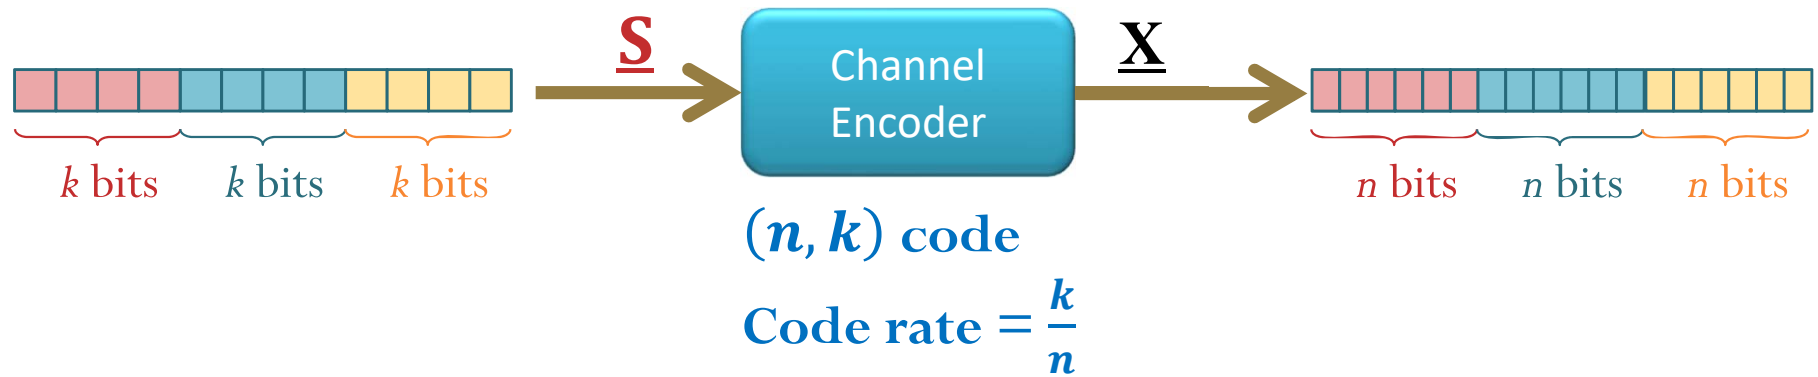 S
X
Channel
Encoder
k bits
k bits
k bits
n bits
n bits
n bits
(n, k) code
Code rate = k/n